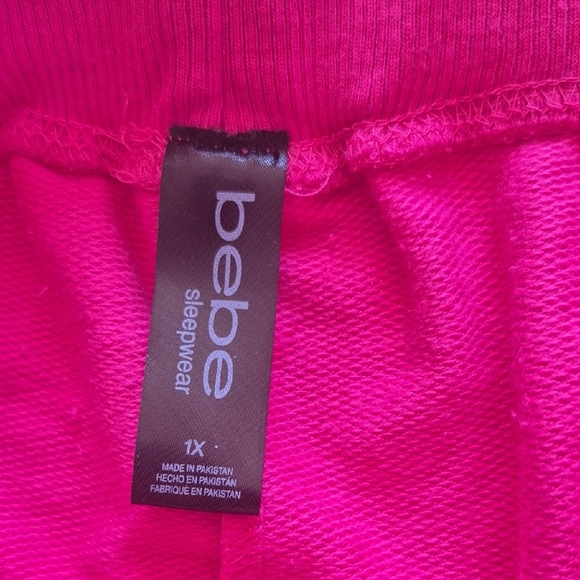 bebe
sleepwear
1X
MADE IN PAKISTAN
HECHO EN PAKISTÁN
FABRIQUÉ EN PAKISTAN